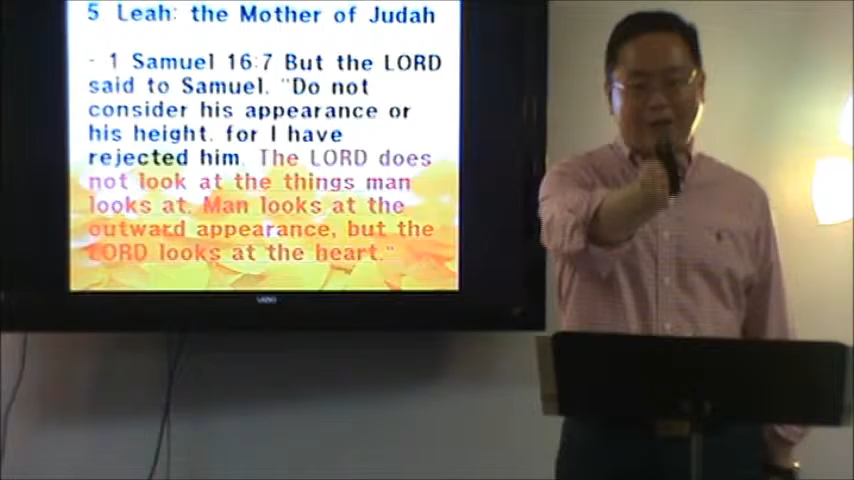 5. Leah: the Mother of Judah
- 1 Samuel 16:7 But the LORD
said to Samuel, "Do not
consider his appearance or
his height, for I have
rejected him. The LORD does
not look at the things man
looks at. Man looks at the
outward appearance, but the
LORD looks at the heart."
VIZIO